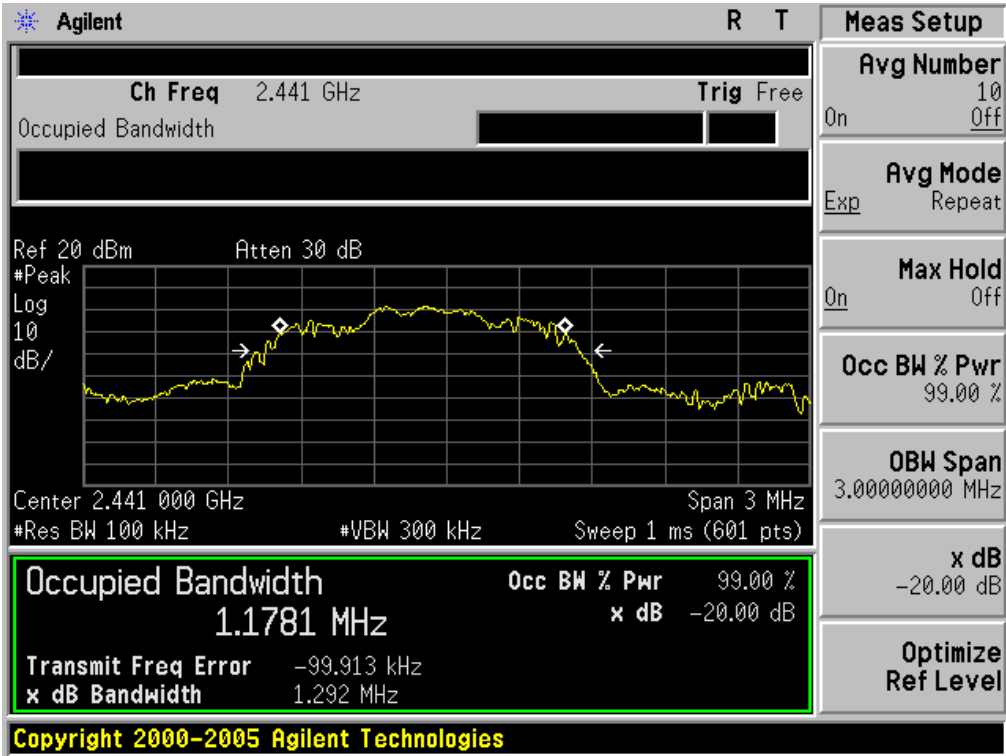 Agilent R T
Ch Freq 2.441 GHz Trig Free
Occupied Bandwidth
Ref 20 dBm Atten 30 dB
#Peak
Log
10
dB/
Center 2.441 000 GHz Span 3 MHz
#Res BW 100 kHz #VBW 300 kHz Sweep 1 ms (601 pts)
Occupied Bandwidth
1.1781 MHz
Occ BW % Pwr 99.00 %
x dB -20.00 dB
Transmit Freq Error -99.913 kHz
x dB Bandwidth 1.292 MHz
Copyright 2000-2005 Agilent Technologies
Meas Setup
Avg Number
10
On Off
Avg Mode
Exp Repeat
Max Hold
On Off
Occ BW % Pwr
99.00 %
OBW Span
3.00000000 MHz
x dB
-20.00 dB
Optimize
Ref Level